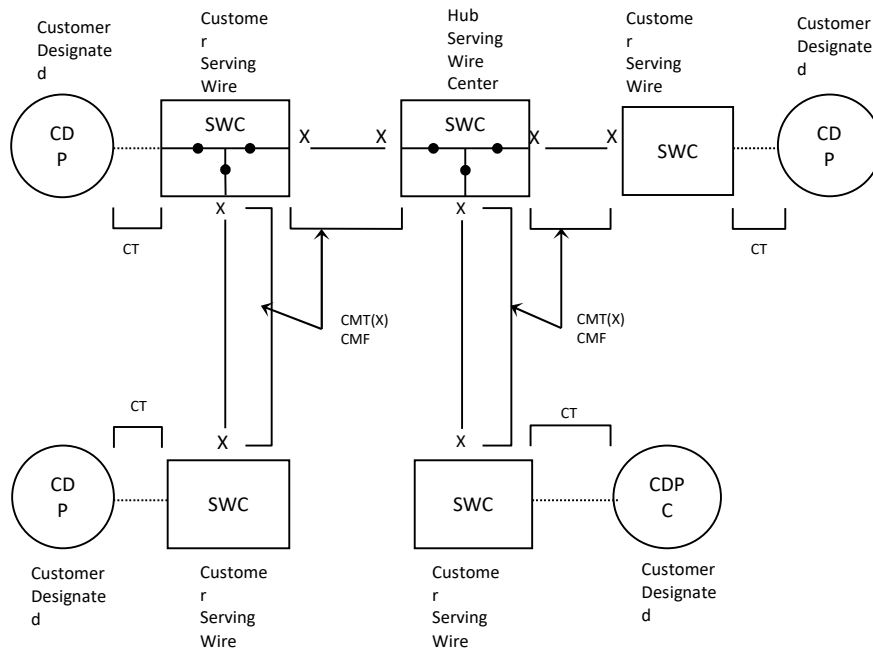 Customer
Designate
d
Custome
r
Serving
Wire
Hub
Serving
Wire
Center
Custome
r
Serving
Wire
Customer
Designate
d
CD
P
SWC
X
X
SWC
X
X
SWC
CD
P
CT
X
X
CT
CMT(X)
CMF
CMT(X)
CMF
CT
CT
X
X
CD
P
SWC
SWC
CDP
C
Customer
Designate
d
Custome
r
Serving
Wire
Custome
r
Serving
Wire
Customer
Designate
d